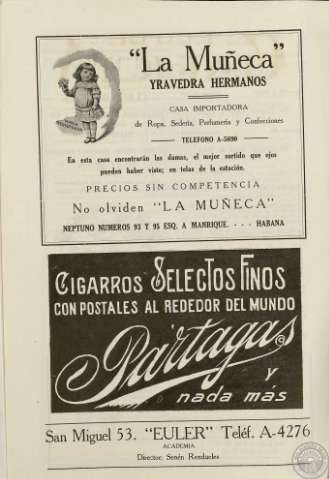 "La Muñeca"
YRAVEDRA HERMANOS
CASA IMPORTADORA
de Ropa, Sedería, Perfumería y Confecciones
TELEFONO A-5690
En esta casa encontrarán las damas, el mejor surtido que ojos
pueden haber visto; en telas de la estación.
PRECIOS SIN COMPETENCIA
No olviden "LA MUÑECA"
NEPTUNO NUMEROS 93 Y 95 ESQ. A MANRIQUE. . . . HABANA
CIGARROS SELECTOS FINOS
CON POSTALES AL REDEDOR DEL MUNDO
Partagas
y
nada más
San Miguel 53. "EULER" Teléf. A-4276
ACADEMIA
Director: Senén Rendueles